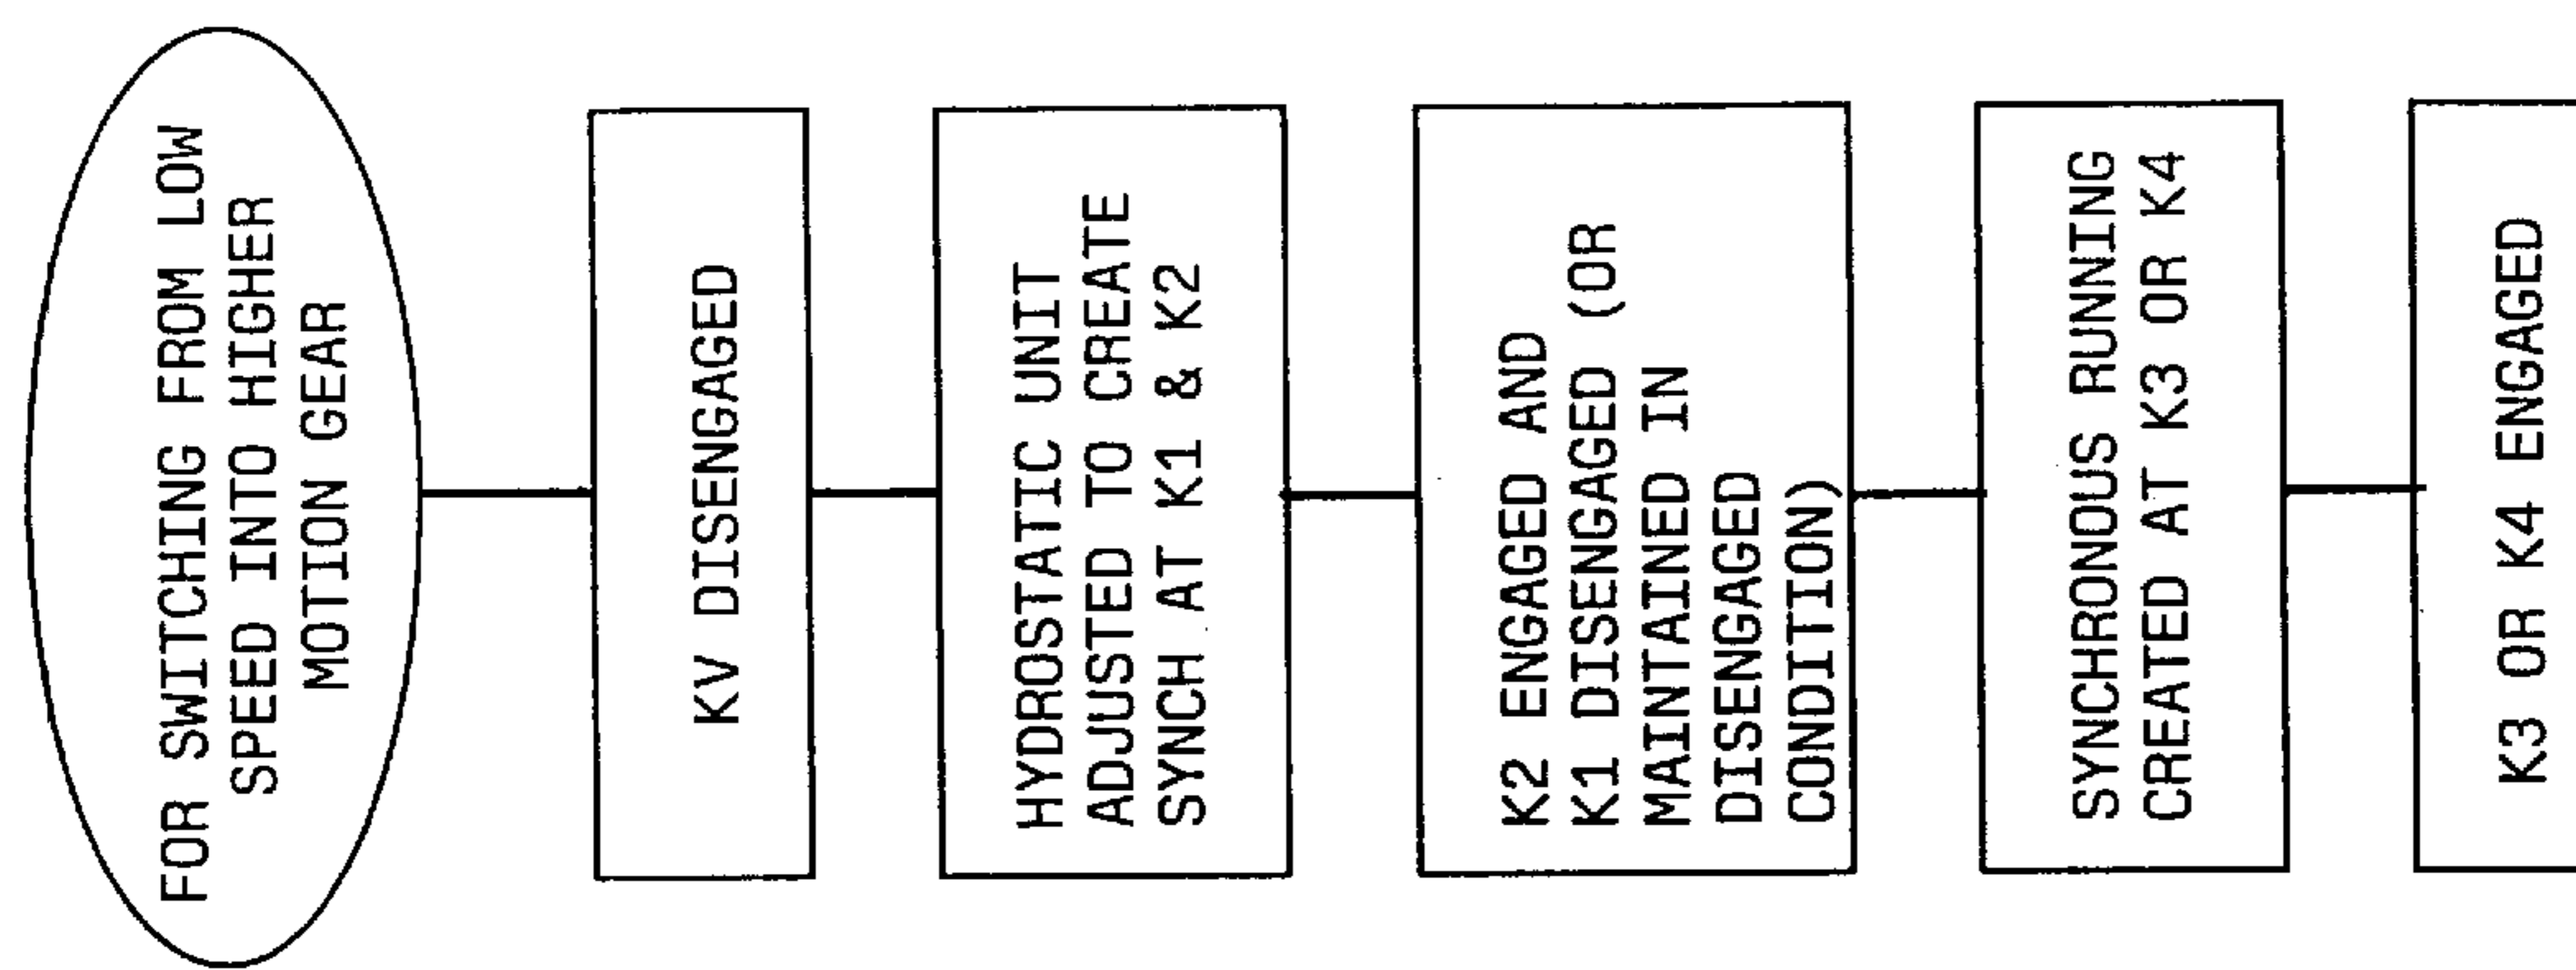 FOR SWITCHING FROM LOW
SPEED INTO HIGHER
MOTION GEAR
KV DISENGAGED
HYDROSTATIC UNIT
ADJUSTED TO CREATE
SYNCH AT K1 & K2
K2 ENGAGED AND
K1 DISENGAGED (OR
MAINTAINED IN
DISENGAGED
CONDITION)
SYNCHRONOUS RUNNING
CREATED AT K3 OR K4
K3 OR K4 ENGAGED